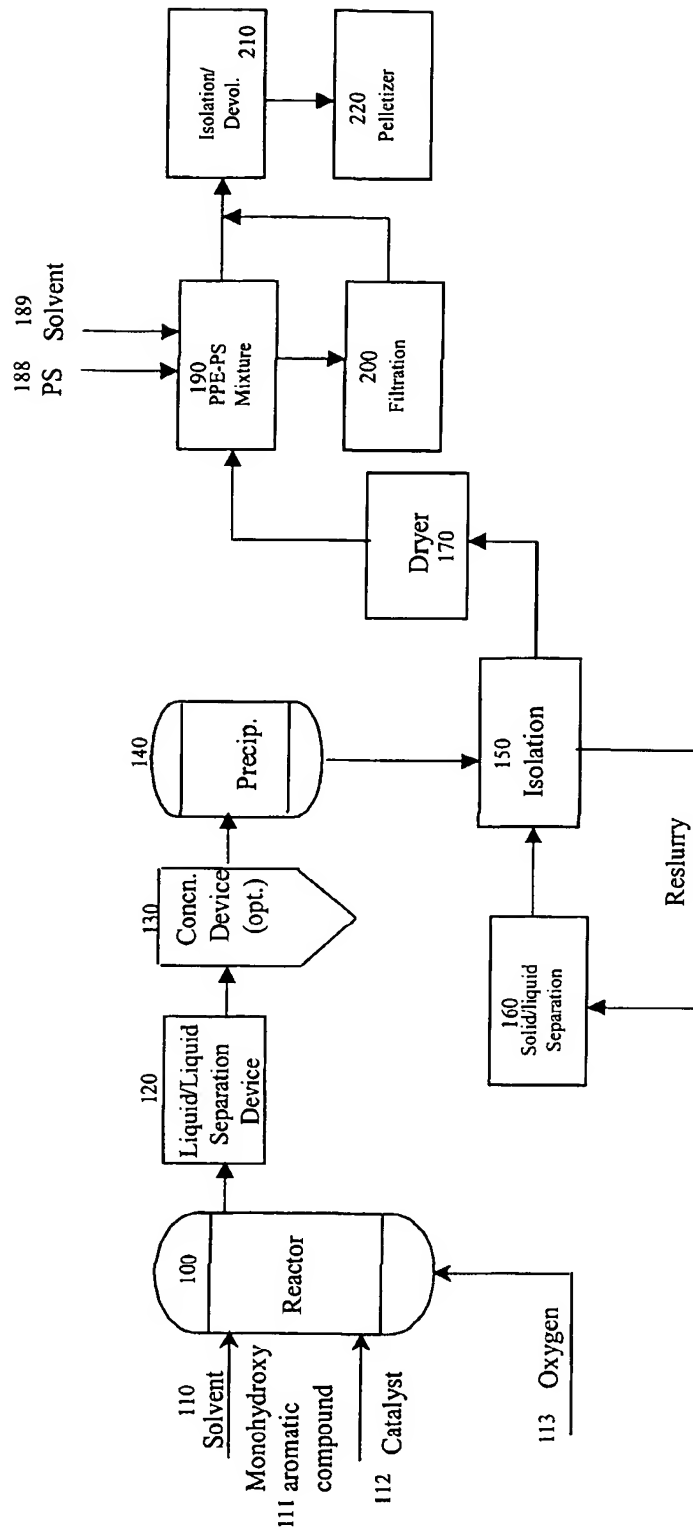 110
Solvent
Monohydroxy
111 aromatic
compound
112 Catalyst
113 Oxygen
100
Reactor
120
Liquid/Liquid
Separation
Device
130
Concn.
Device
(opt.)
140
Precip.
160
Solid/liquid
Separation
150
Isolation
Reslurry
Dryer
170
188
PS
189
Solvent
190
PPE-PS
Mixture
200
Filtration
Isolation/
Devol.
210
220
Pelletizer